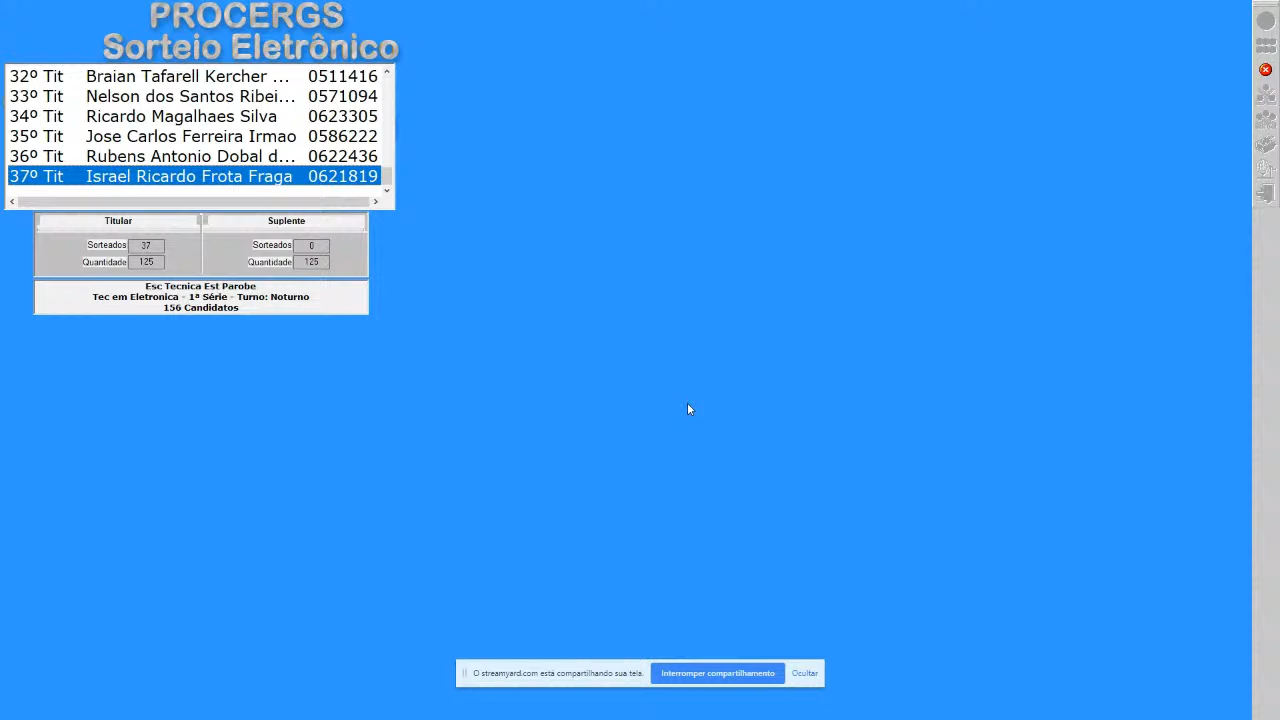 PROCERGS
Sorteio Eletrônico
32º Tit Braian Tafarell Kercher ... 0511416
33º Tit Nelson dos Santos Ribei... 0571094
34º Tit Ricardo Magalhaes Silva 0623305
35º Tit Jose Carlos Ferreira Irmao 0586222
36º Tit Rubens Antonio Dobal d... 0622436
37º Tit Israel Ricardo Frota Fraga 0621819
Titular Suplente
Sorteados 37 Sorteados 0
Quantidade 125 Quantidade 125
Esc Tecnica Est Parobe
Tec em Eletronica - 1ª Série - Turno: Noturno
156 Candidatos
O streamyard.com está compartilhando sua tela. Interromper compartilhamento Ocultar